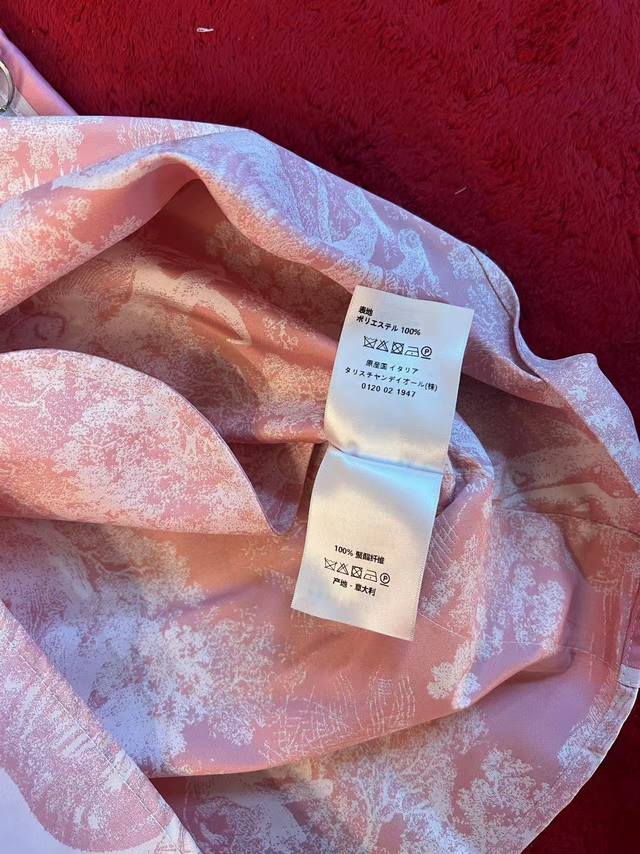 表地
ポリエステル 100%
P
原産国 イタリア
タリスチャンディオール(株)
0120 02 1947
100% 聚酯纤维
P
产地 - 意大利